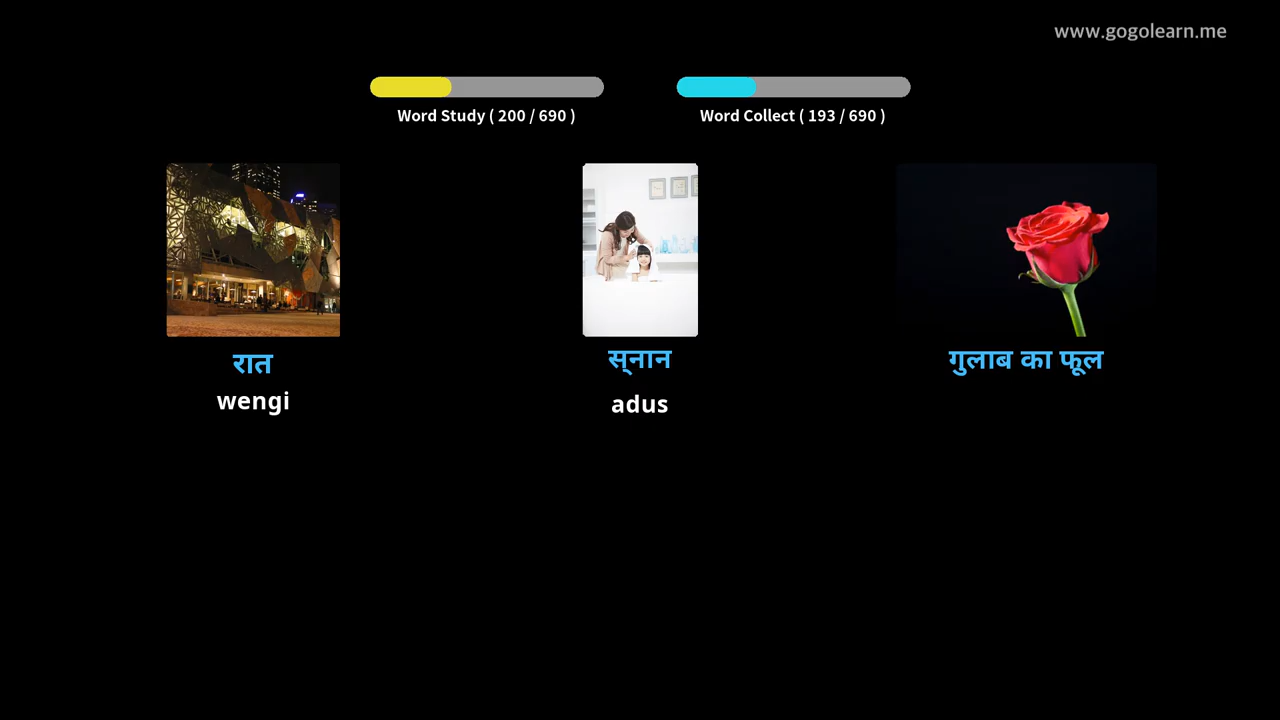 www.gogolearn.me
Word Study ( 200 / 690 )
Word Collect ( 193 / 690 )
रात
स्नान
गुलाब का फूल
wengi
adus